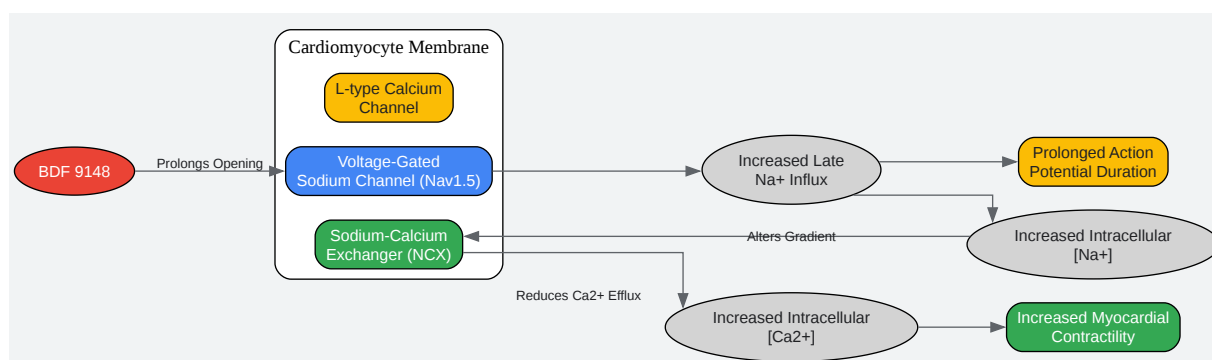 Cardiomyocyte Membrane
L-type Calcium
Channel
BDF 9148
Prolongs Opening
Voltage-Gated
Sodium Channel (Nav1.5)
Increased Late
Na+ Influx
Prolonged Action
Potential Duration
Sodium-Calcium
Exchanger (NCX)
Alters Gradient
Increased Intracellular
[Na+]
Reduces Ca2+ Efflux
Increased Intracellular
[Ca2+]
Increased Myocardial
Contractility